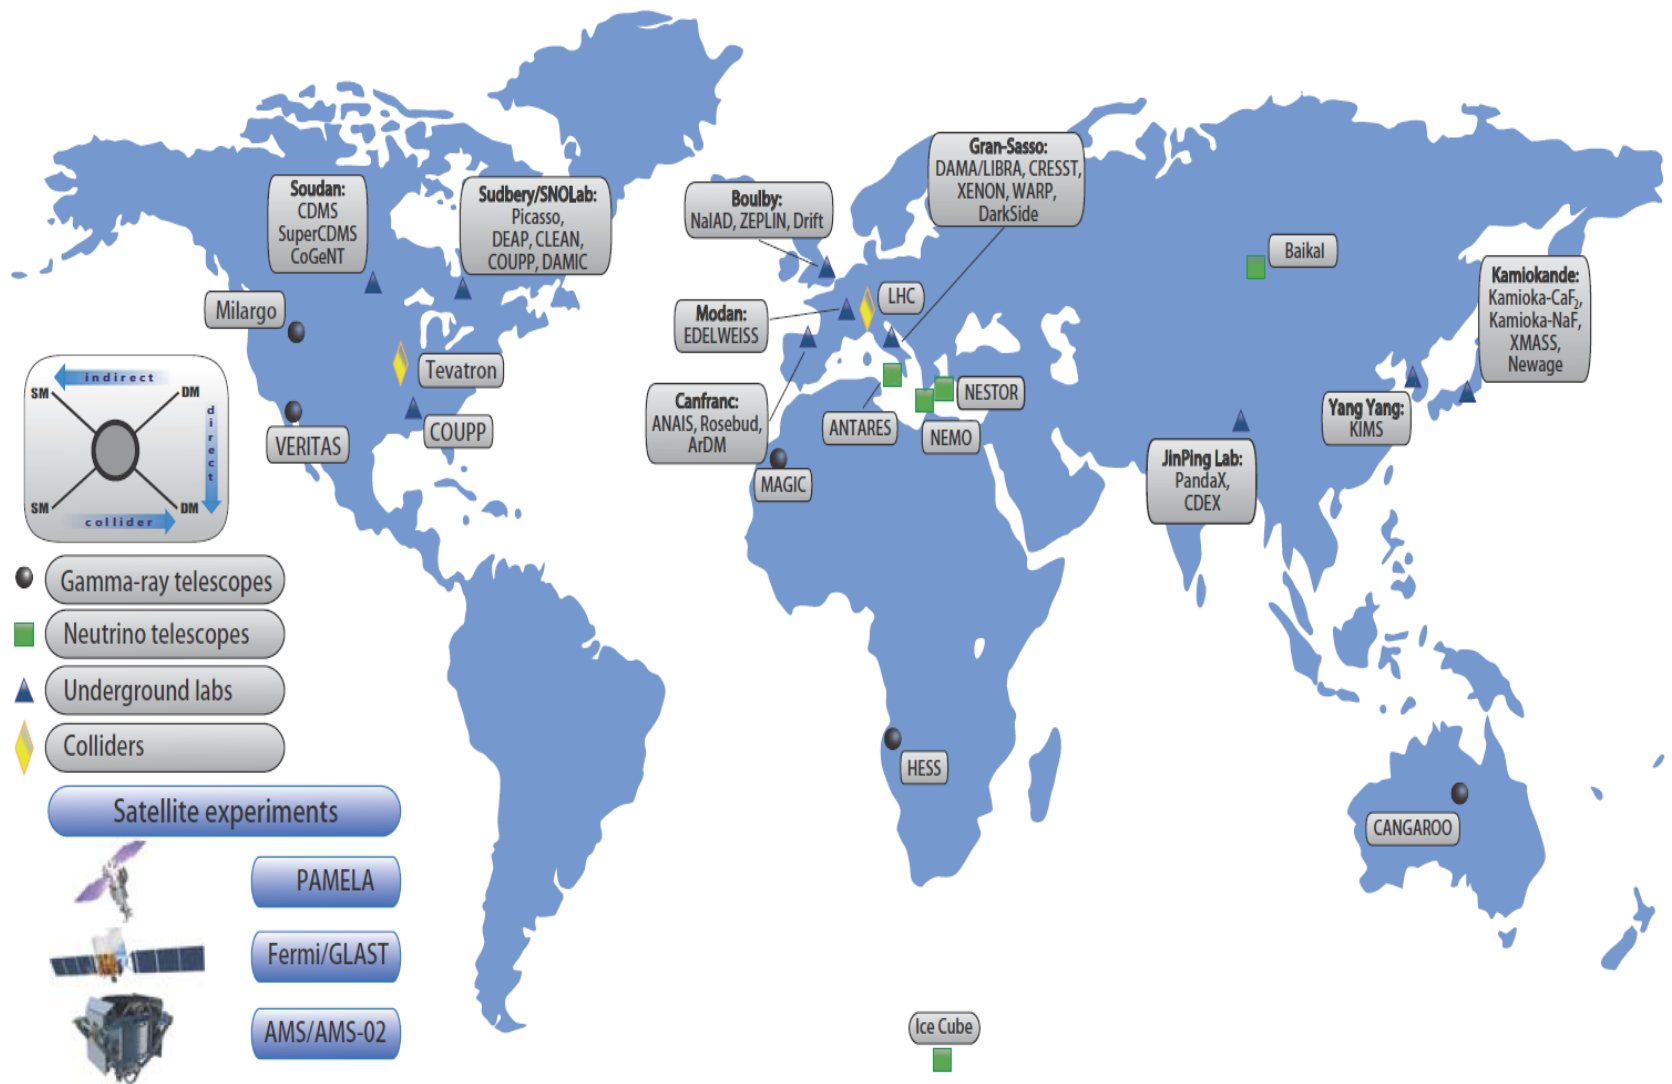 Gran-Sasso:
DAMA/LIBRA, CRESST,
XENON, WARP,
DarkSide
Soudan:
CDMS
SuperCDMS
CoGeNT
Sudbery/SNOLab:
Picasso,
DEAP, CLEAN,
COUPP, DAMIC
Boulby:
NaIAD, ZEPLIN, Drift
Baikal
Kamiokande:
Kamioka-CaF₂,
Kamioka-NaF,
XMASS,
Newage
Milargo
LHC
Modan:
EDELWEISS
Tevatron
COUPP
VERITAS
Canfranc:
ANAIS, Rosebud,
ArDM
ANTARES
NESTOR
NEMO
MAGIC
Yang Yang:
KIMS
JinPing Lab:
PandaX,
CDEX
indirect
SM
DM
direct
SM
DM
collider
Gamma-ray telescopes
Neutrino telescopes
Underground labs
Colliders
HESS
CANGAROO
Satellite experiments
PAMELA
Fermi/GLAST
AMS/AMS-02
Ice Cube